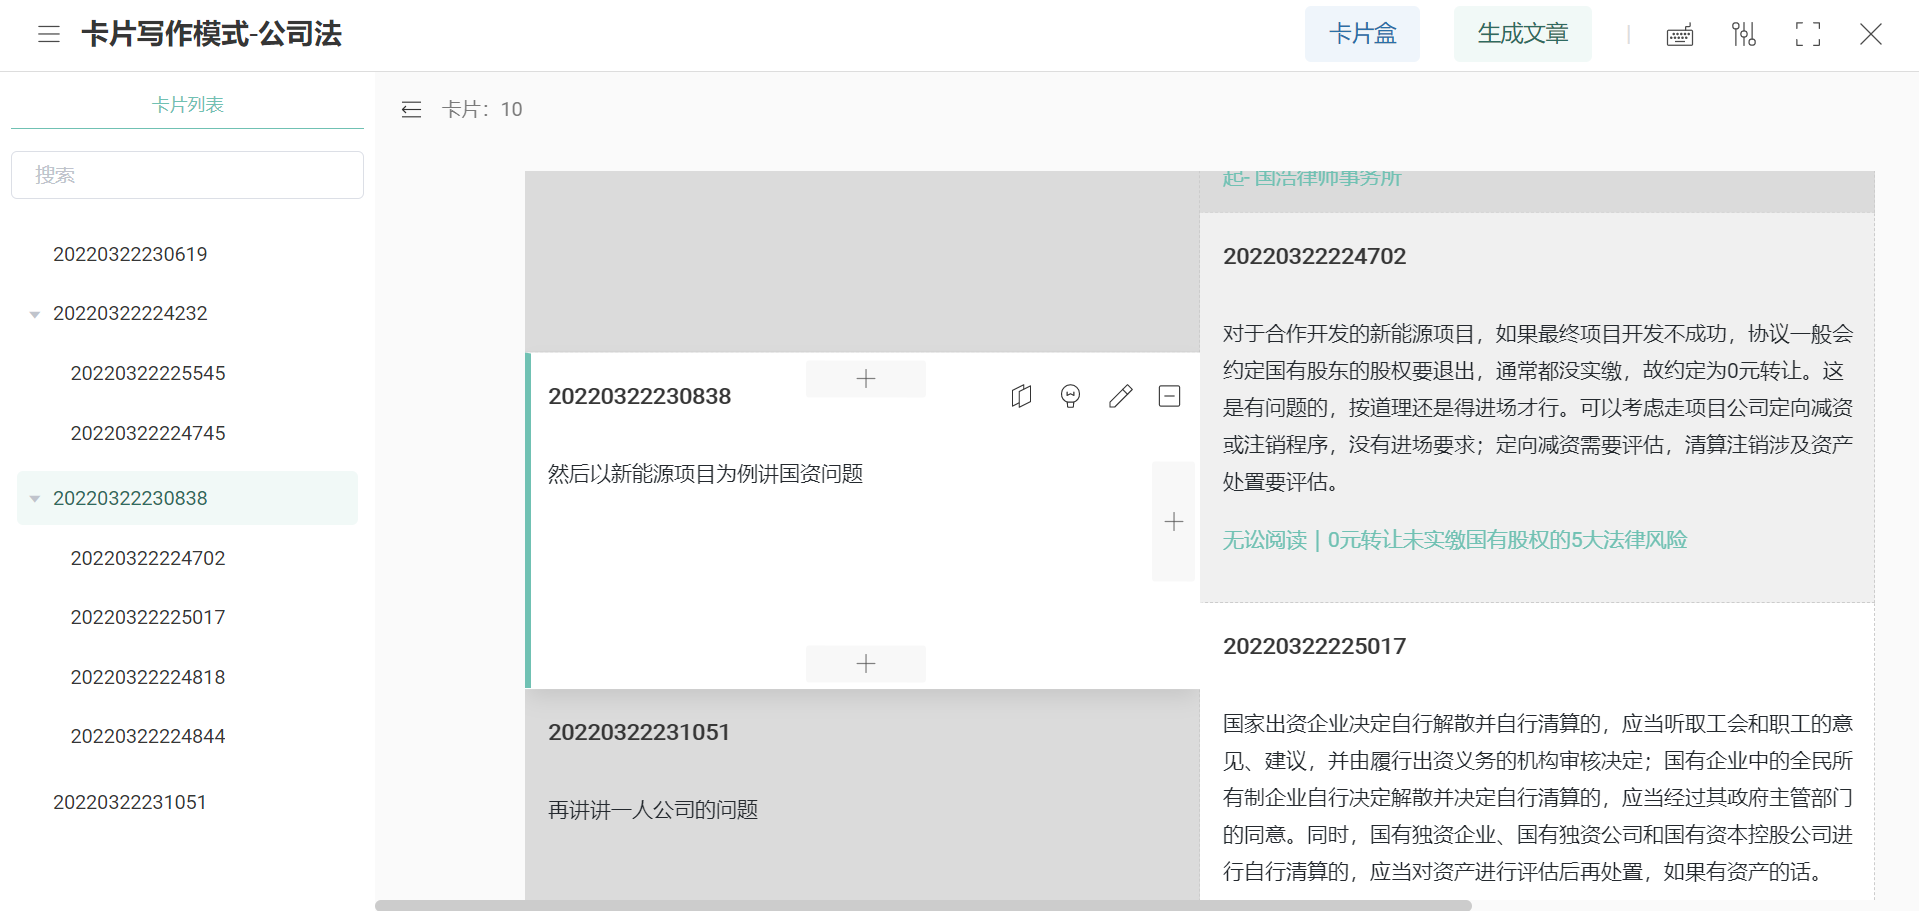 卡片写作模式-公司法
卡片盒
生成文章
卡片列表
搜索
20220322230619
20220322224232
20220322225545
20220322224745
20220322230838
20220322224702
20220322225017
20220322224818
20220322224844
20220322231051
卡片：10
20220322230838
然后以新能源项目为例讲国资问题
20220322231051
再讲讲一人公司的问题
起- 国浩律师事务所
20220322224702
对于合作开发的新能源项目，如果最终项目开发不成功，协议一般会
约定国有股东的股权要退出，通常都没实缴，故约定为0元转让。这
是有问题的，按道理还是得进场才行。可以考虑走项目公司定向减资
或注销程序，没有进场要求；定向减资需要评估，清算注销涉及资产
处置要评估。
无讼阅读｜0元转让未实缴国有股权的5大法律风险
20220322225017
国家出资企业决定自行解散并自行清算的，应当听取工会和职工的意
见、建议，并由履行出资义务的机构审核决定；国有企业中的全民所
有制企业自行决定解散并决定自行清算的，应当经过其政府主管部门
的同意。同时，国有独资企业、国有独资公司和国有资本控股公司进
行自行清算的，应当对资产进行评估后再处置，如果有资产的话。